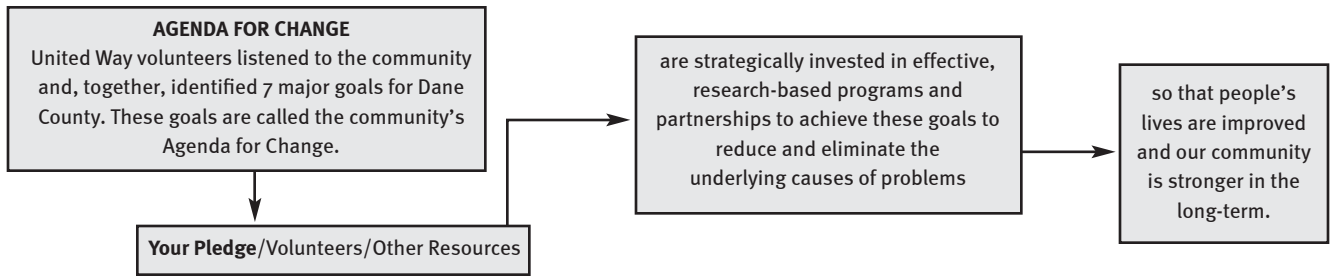 AGENDA FOR CHANGE
United Way volunteers listened to the community
and, together, identified 7 major goals for Dane
County. These goals are called the community’s
Agenda for Change.
Your Pledge/Volunteers/Other Resources
are strategically invested in effective,
research-based programs and
partnerships to achieve these goals to
reduce and eliminate the
underlying causes of problems
so that people’s
lives are improved
and our community
is stronger in the
long-term.